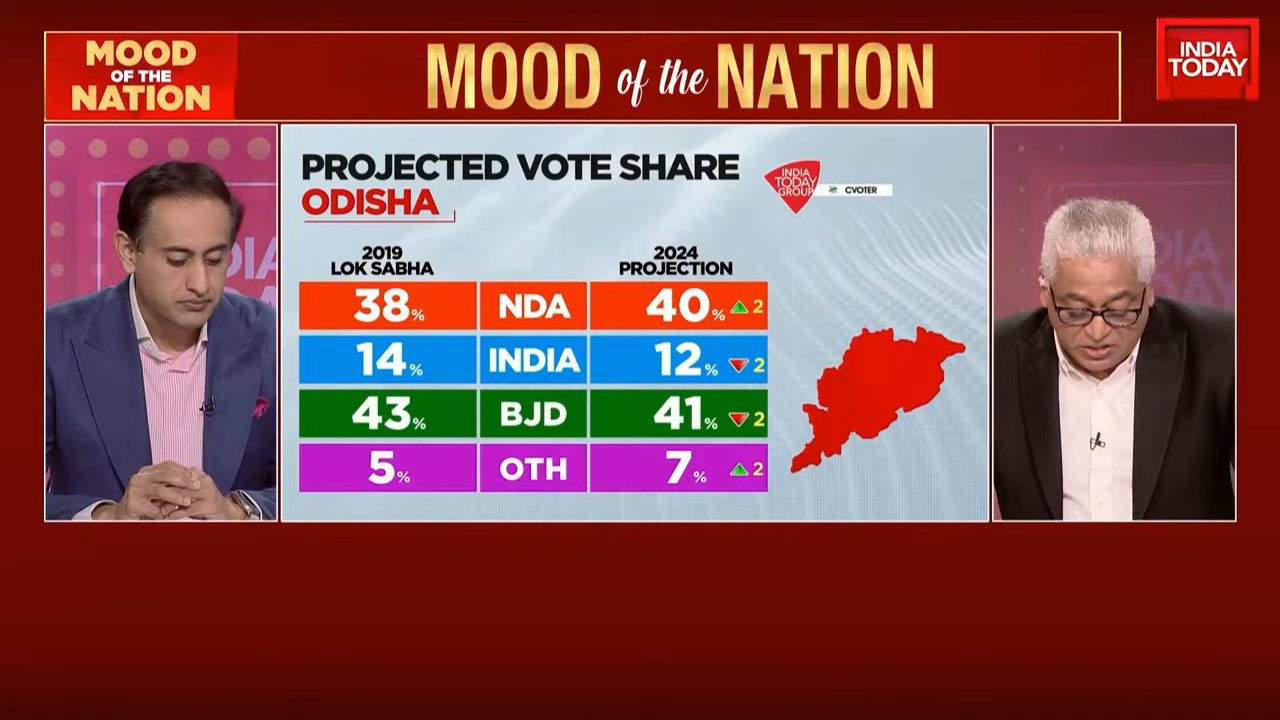 MOOD
OF THE
NATION
MOOD of the NATION
INDIA
TODAY
PROJECTED VOTE SHARE
ODISHA
INDIA
TODAY
GROUP
CVOTER
2019
LOK SABHA
2024
PROJECTION
38% NDA 40% 2
14% INDIA 12% 2
43% BJD 41% 2
5% OTH 7% 2